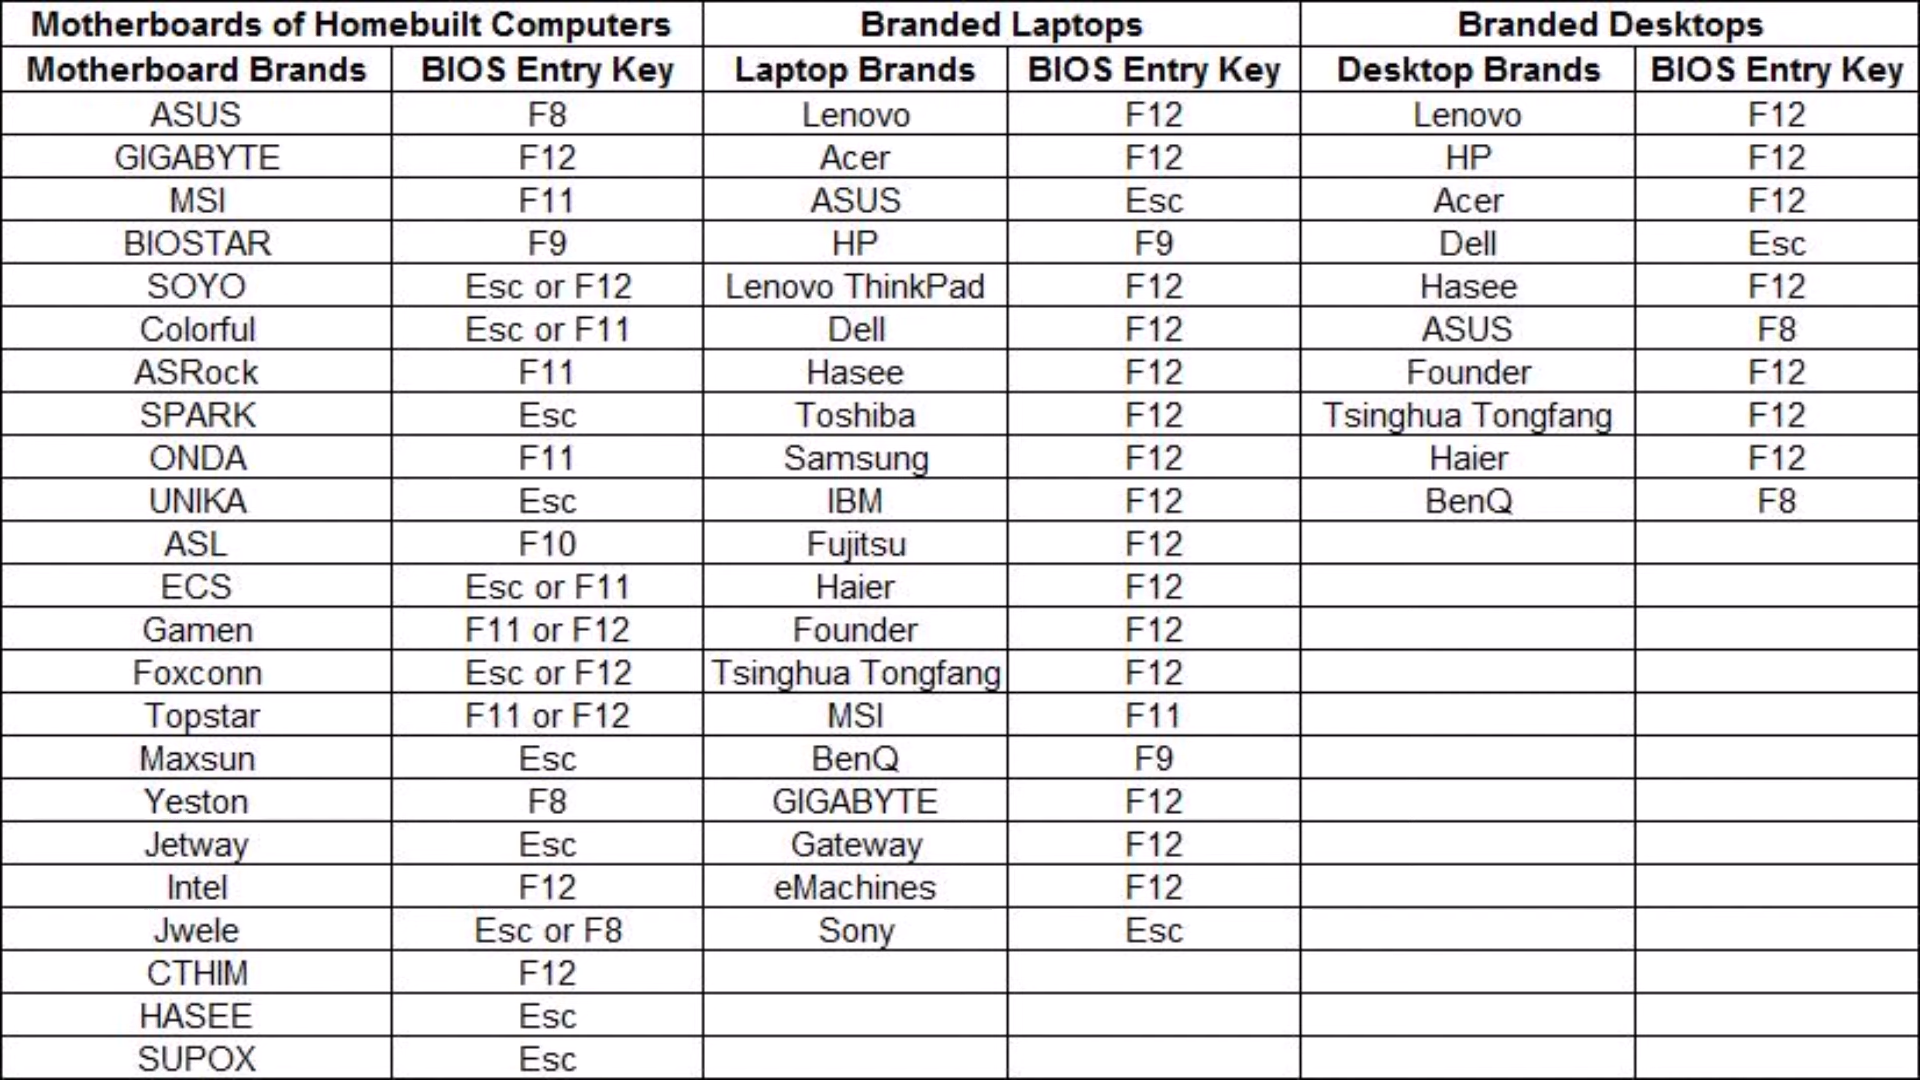 Motherboards of Homebuilt Computers Branded Laptops Branded Desktops
Motherboard Brands BIOS Entry Key Laptop Brands BIOS Entry Key Desktop Brands BIOS Entry Key
ASUS F8 Lenovo F12 Lenovo F12
GIGABYTE F12 Acer F12 HP F12
MSI F11 ASUS Esc Acer F12
BIOSTAR F9 HP F9 Dell Esc
SOYO Esc or F12 Lenovo ThinkPad F12 Hasee F12
Colorful Esc or F11 Dell F12 ASUS F8
ASRock F11 Hasee F12 Founder F12
SPARK Esc Toshiba F12 Tsinghua Tongfang F12
ONDA F11 Samsung F12 Haier F12
UNIKA Esc IBM F12 BenQ F8
ASL F10 Fujitsu F12
ECS Esc or F11 Haier F12
Gamen F11 or F12 Founder F12
Foxconn Esc or F12 Tsinghua Tongfang F12
Topstar F11 or F12 MSI F11
Maxsun Esc BenQ F9
Yeston F8 GIGABYTE F12
Jetway Esc Gateway F12
Intel F12 eMachines F12
Jwele Esc or F8 Sony Esc
CTHIM F12
HASEE Esc
SUPOX Esc